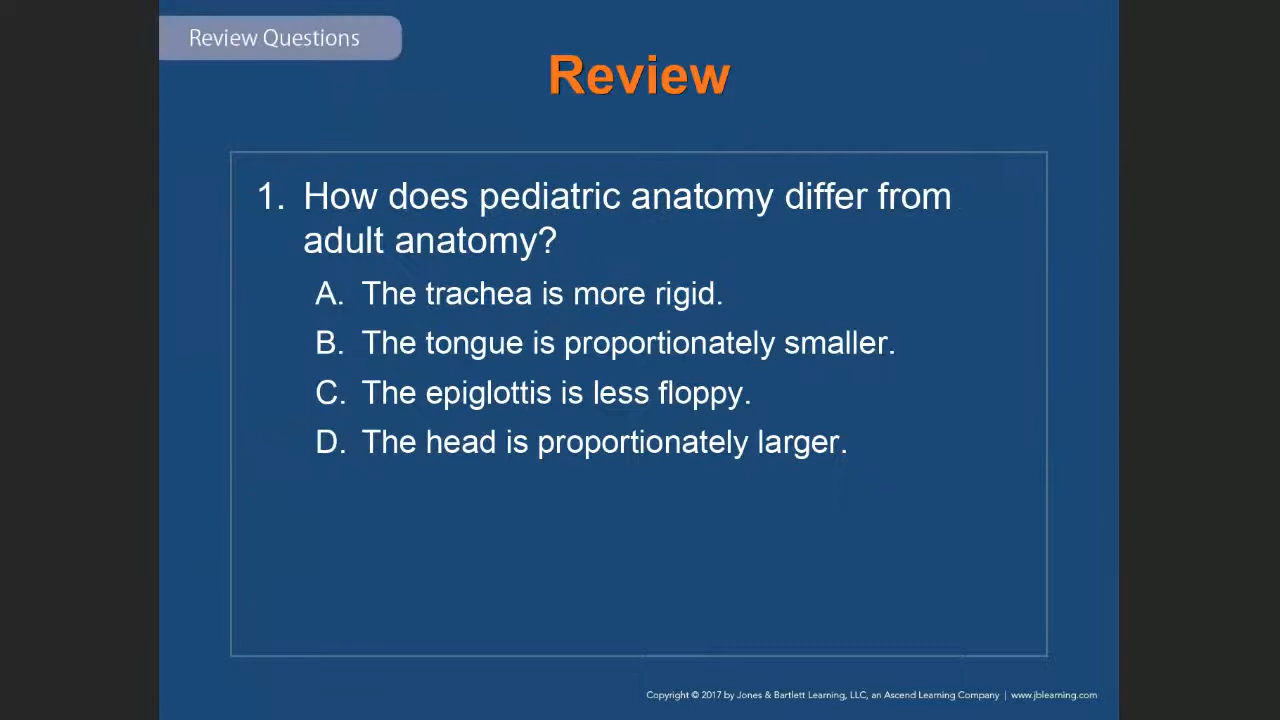 Review Questions
Review
1. How does pediatric anatomy differ from
adult anatomy?
A. The trachea is more rigid.
B. The tongue is proportionately smaller.
C. The epiglottis is less floppy.
D. The head is proportionately larger.
Copyright © 2017 by Jones & Bartlett Learning, LLC, an Ascend Learning Company | www.jblearning.com